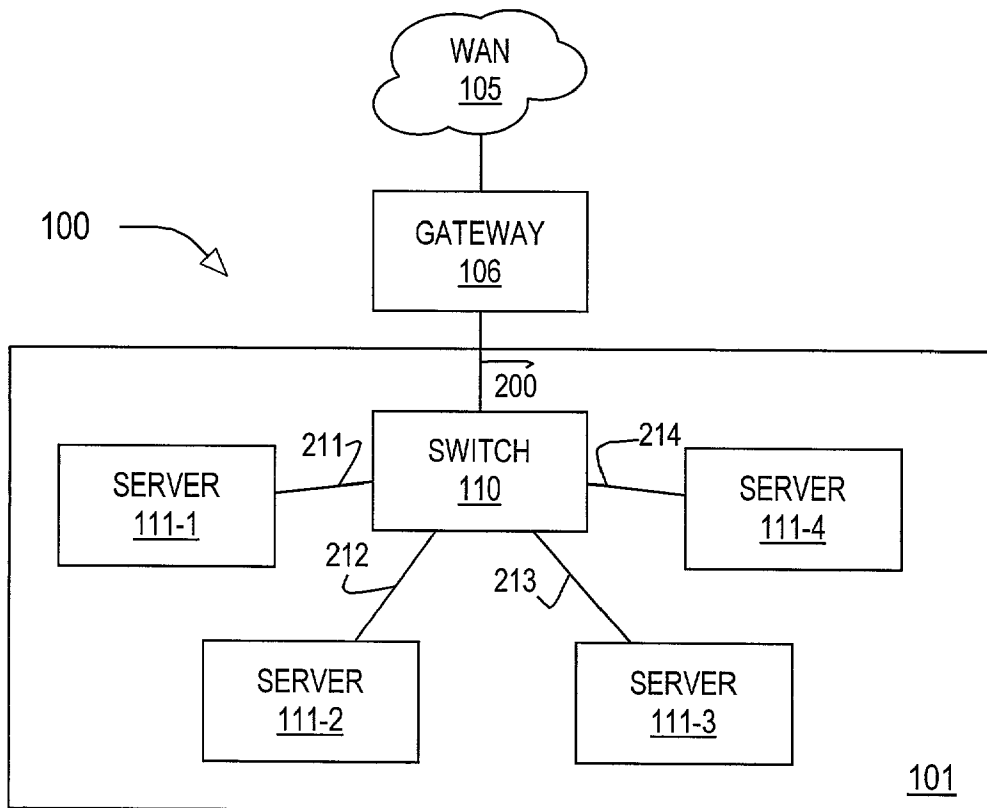 WAN
105
100
GATEWAY
106
200
211
SWITCH
110
214
SERVER
111-1
SERVER
111-4
212
213
SERVER
111-2
SERVER
111-3
101